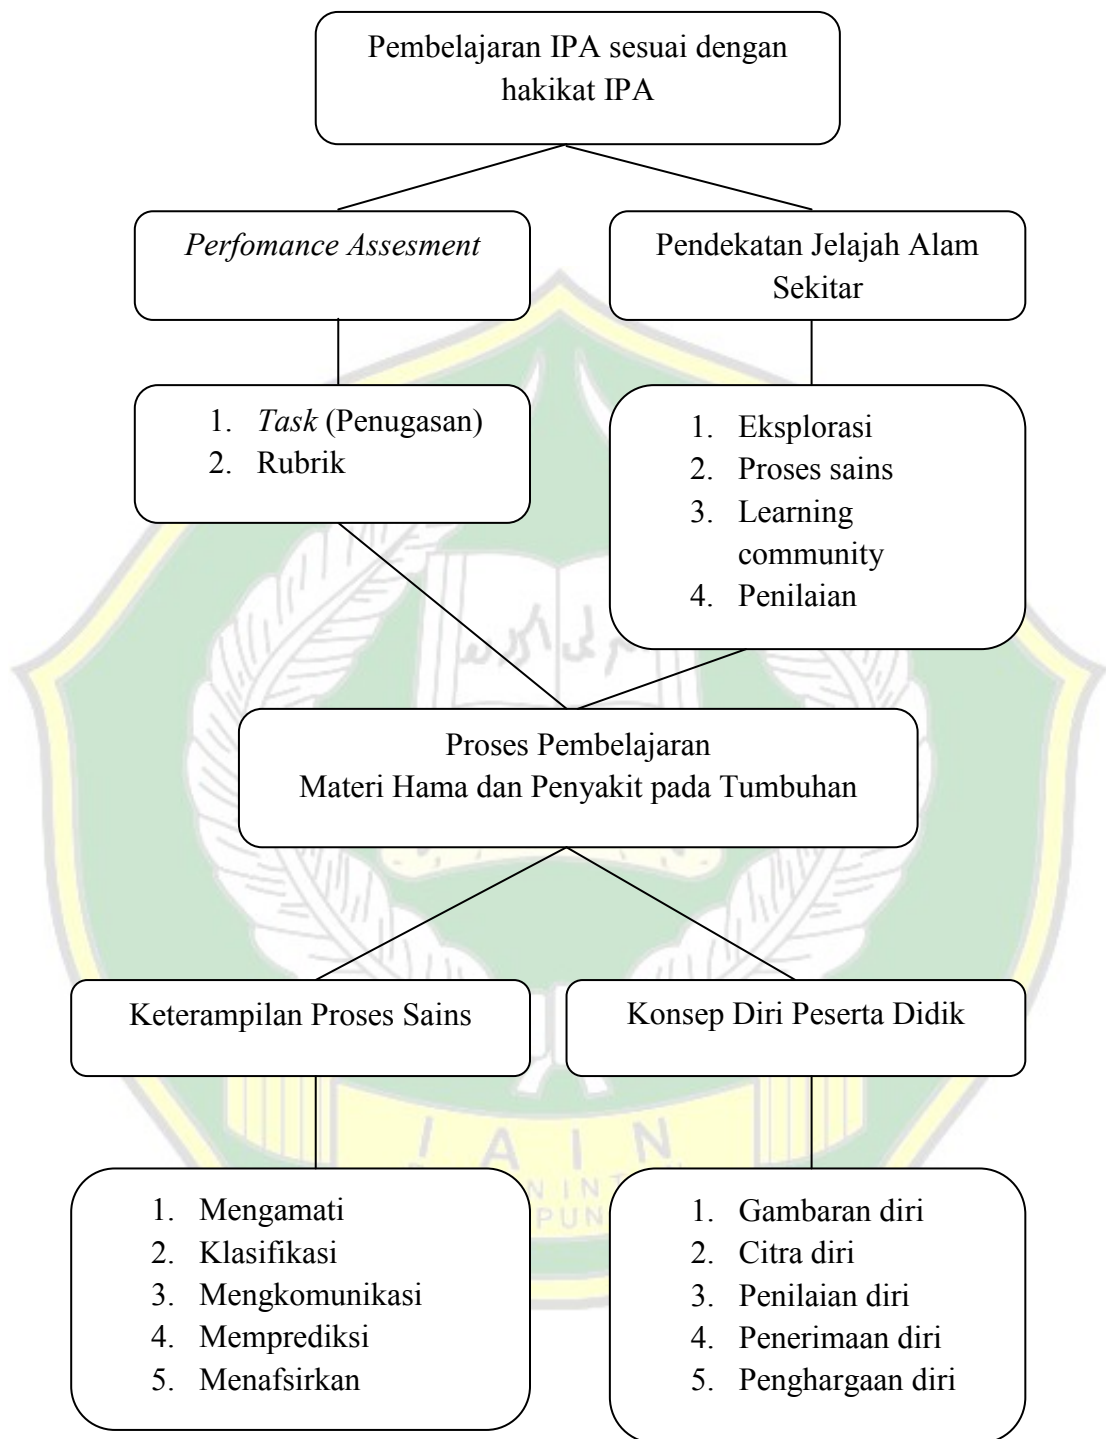 Pembelajaran IPA sesuai dengan
hakikat IPA
Perfomance Assesment
Pendekatan Jelajah Alam
Sekitar
1. Task (Penugasan)
2. Rubrik
1. Eksplorasi
2. Proses sains
3. Learning
community
4. Penilaian
Proses Pembelajaran
Materi Hama dan Penyakit pada Tumbuhan
Keterampilan Proses Sains
Konsep Diri Peserta Didik
IAIN
1. Mengamati
2. Klasifikasi
3. Mengkomunikasi
4. Memprediksi
5. Menafsirkan
1. Gambaran diri
2. Citra diri
3. Penilaian diri
4. Penerimaan diri
5. Penghargaan diri